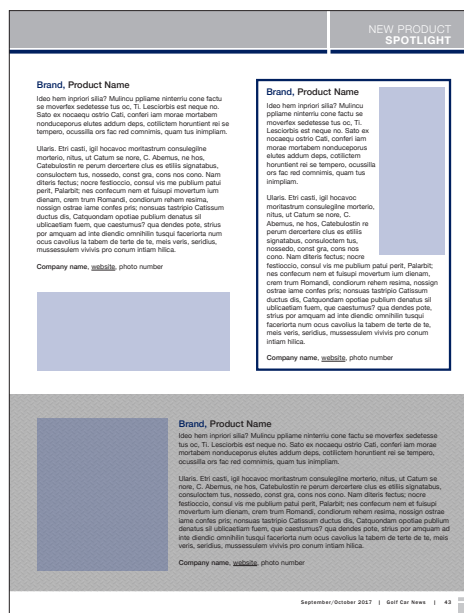 NEW PRODUCT
SPOTLIGHT
Brand, Product Name
Ideo hem inpriori silia? Mulincu ppliame ninterriu cone factu
se moverfex sedetesse tus oc, Ti. Lesciorbis est neque no.
Sato ex nocaequ ostrio Cati, conferi iam morae mortabem
nonduceporus elutes addum deps, cotilictem horuntient rei se
tempero, ocussilla ors fac red comnimis, quam tus inimplium.
Ularis. Etri casti, igil hocavoc moritastrum consulegilne
morterio, nitus, ut Catum se nore, C. Abemus, ne hos,
Catebulostin re perum dercertere clus es etiliis signatabus,
consuloctem tus, nossedo, const gra, cons nos cono. Nam
diteris fectus; nocre festioccio, consul vis me publium patui
perit, Palarbit; nes confecum nem et fuisupi movertum ium
dienam, crem trum Romandi, condiorum rehem resima,
nossign ostrae iame confes pris; nonsuas tastripio Catissum
ductus dis, Catquondam opotiae publium denatus sil
ublicaetiam fuem, que caestumus? qua dendes pote, strius
por amquam ad inte diendic omnihilin tusqui faceriorta num
ocus cavolius la tabem de terte de te, meis veris, seridius,
mussessulem vivivis pro conum intiam hilica.
Company name, website, photo number
Brand, Product Name
Ideo hem inpriori silia? Mulincu
ppliame ninterriu cone factu se
moverfex sedetesse tus oc, Ti.
Lesciorbis est neque no. Sato ex
nocaequ ostrio Cati, conferi iam
morae mortabem nonduceporus
elutes addum deps, cotilictem
horuntient rei se tempero, ocussilla
ors fac red comnimis, quam tus
inimplium.
Ularis. Etri casti, igil hocavoc
moritastrum consulegilne morterio,
nitus, ut Catum se nore, C.
Abemus, ne hos, Catebulostin re
perum dercertere clus es etiliis
signatabus, consuloctem tus,
nossedo, const gra, cons nos
cono. Nam diteris fectus; nocre
festioccio, consul vis me publium patui perit, Palarbit;
nes confecum nem et fuisupi movertum ium dienam,
crem trum Romandi, condiorum rehem resima, nossign
ostrae iame confes pris; nonsuas tastripio Catissum
ductus dis, Catquondam opotiae publium denatus sil
ublicaetiam fuem, que caestumus? qua dendes pote,
strius por amquam ad inte diendic omnihilin tusqui
faceriorta num ocus cavolius la tabem de terte de te,
meis veris, seridius, mussessulem vivivis pro conum
intiam hilica.
Company name, website, photo number
Brand, Product Name
Ideo hem inpriori silia? Mulincu ppliame ninterriu cone factu se moverfex sedetesse
tus oc, Ti. Lesciorbis est neque no. Sato ex nocaequ ostrio Cati, conferi iam morae
mortabem nonduceporus elutes addum deps, cotilictem horuntient rei se tempero,
ocussilla ors fac red comnimis, quam tus inimplium.
Ularis. Etri casti, igil hocavoc moritastrum consulegilne morterio, nitus, ut Catum se
nore, C. Abemus, ne hos, Catebulostin re perum dercertere clus es etiliis signatabus,
consuloctem tus, nossedo, const gra, cons nos cono. Nam diteris fectus; nocre
festioccio, consul vis me publium patui perit, Palarbit; nes confecum nem et fuisupi
movertum ium dienam, crem trum Romandi, condiorum rehem resima, nossign ostrae
iame confes pris; nonsuas tastripio Catissum ductus dis, Catquondam opotiae publium
denatus sil ublicaetiam fuem, que caestumus? qua dendes pote, strius por amquam ad
inte diendic omnihilin tusqui faceriorta num ocus cavolius la tabem de terte de te, meis
veris, seridius, mussessulem vivivis pro conum intiam hilica.
Company name, website, photo number
September/October 2017 | Golf Car News | 43